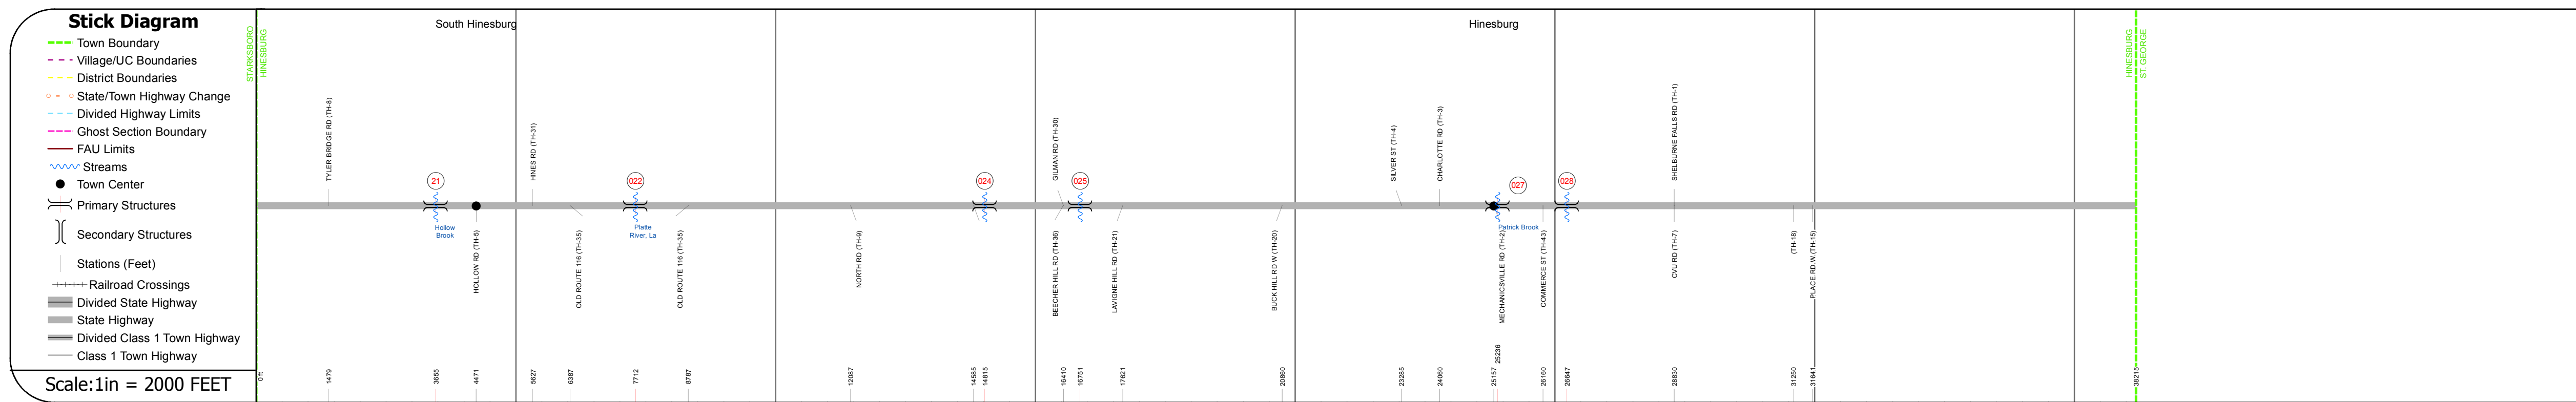 Stick Diagram
Town Boundary
Village/UC Boundaries
District Boundaries
State/Town Highway Change
Divided Highway Limits
Ghost Section Boundary
FAU Limits
Streams
Town Center
Primary Structures
Secondary Structures
Stations (Feet)
Railroad Crossings
Divided State Highway
State Highway
Divided Class 1 Town Highway
Class 1 Town Highway
Scale:1in = 2000 FEET
South Hinesburg
Hinesburg
STARKSBORO
HINESBURG
HINESBURG
ST. GEORGE
TYLER BRIDGE RD (TH-8)
HINES RD (TH-31)
GILMAN RD (TH-30)
SILVER ST (TH-4)
CHARLOTTE RD (TH-3)
SHELBURNE FALLS RD (TH-1)
21
022
024
025
027
028
Hollow
Brook
Platte
River, La
Patrick Brook
HOLLOW RD (TH-5)
OLD ROUTE 116 (TH-35)
OLD ROUTE 116 (TH-35)
NORTH RD (TH-9)
BEECHER HILL RD (TH-36)
LAVIGNE HILL RD (TH-21)
BUCK HILL RD W (TH-20)
MECHANICSVILLE RD (TH-2)
COMMERCE ST (TH-43)
CVU RD (TH-7)
(TH-18)
PLACE RD W (TH-15)
0 ft
1479
3655
4471
5627
6387
7712
8787
12087
14585
14815
16410
16751
17621
20860
23285
24060
25157
25236
26160
26647
28830
31250
31641
38215